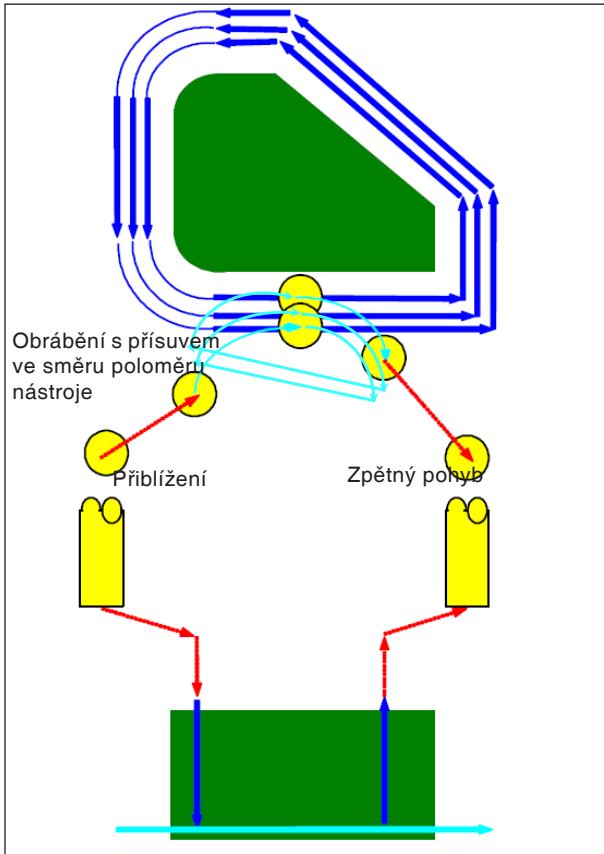 Obrábění s přísuvem
ve směru poloměru
nástroje
Přiblížení
Zpětný pohyb